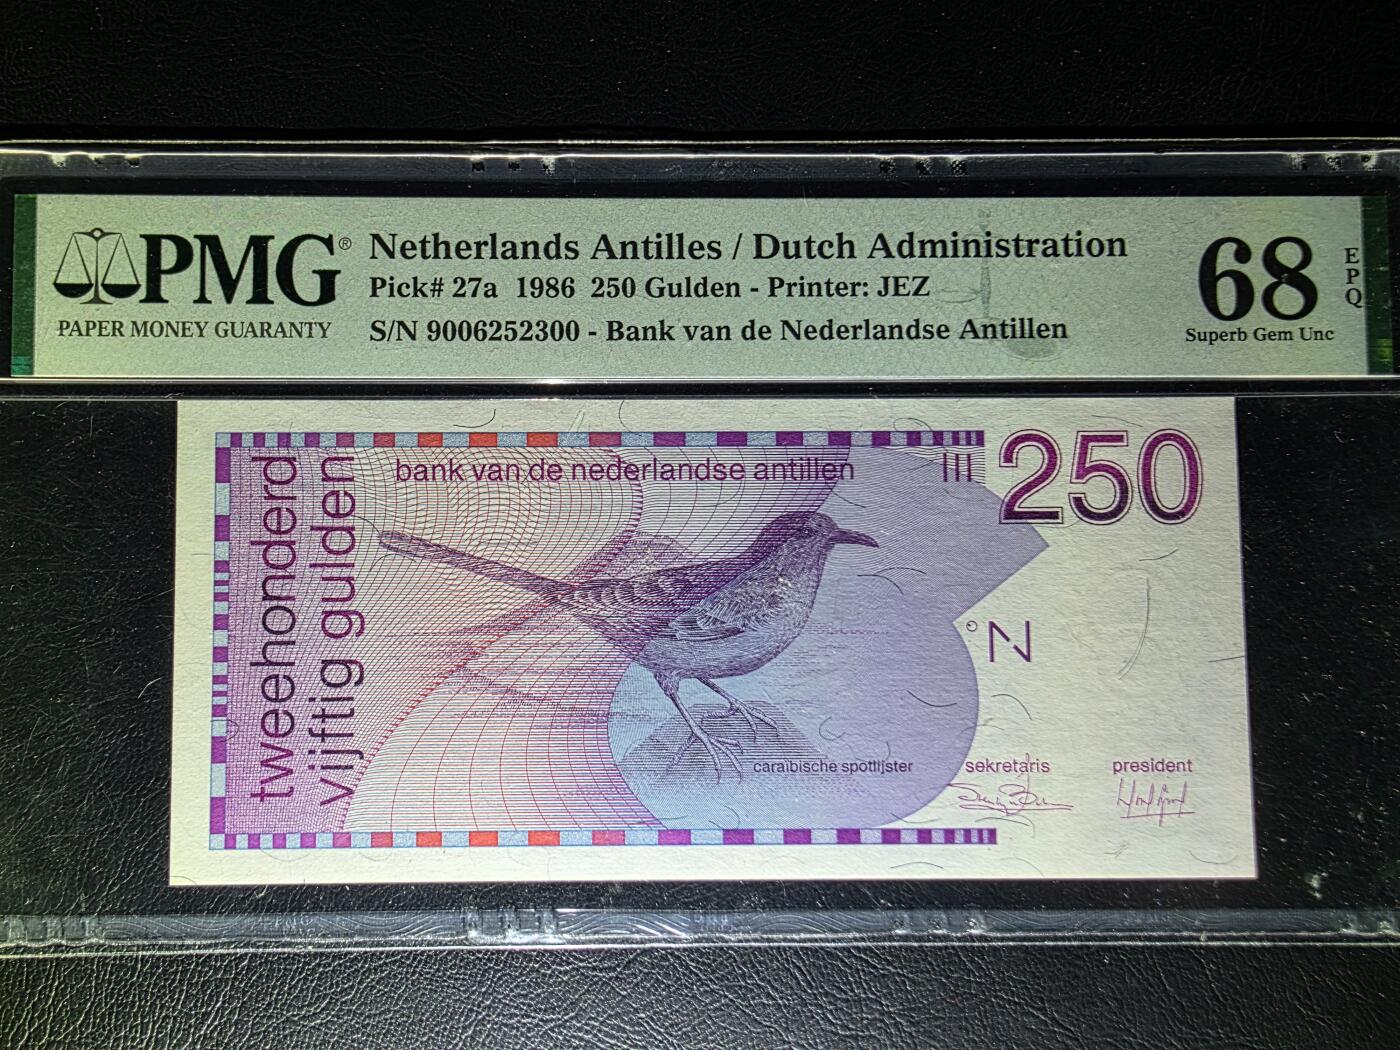 PMG®
PAPER MONEY GUARANTY
Netherlands Antilles / Dutch Administration
Pick# 27a 1986 250 Gulden - Printer: JEZ
S/N 9006252300 - Bank van de Nederlandse Antillen
68
EPQ
Superb Gem Unc
tweehonderd
vijftig gulden
bank van de nederlandse antillen
250
N
caraïbische spotlijster
sekretaris
president